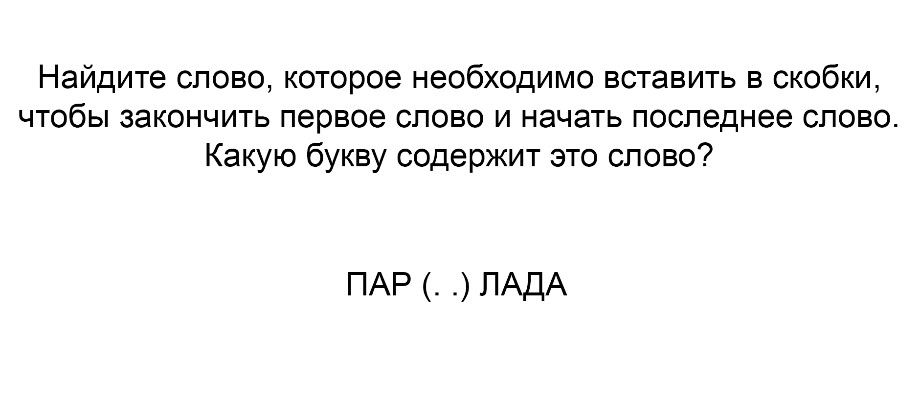 Найдите слово, которое необходимо вставить в скобки,
чтобы закончить первое слово и начать последнее слово.
Какую букву содержит это слово?
ПАР (. .) ЛАДА